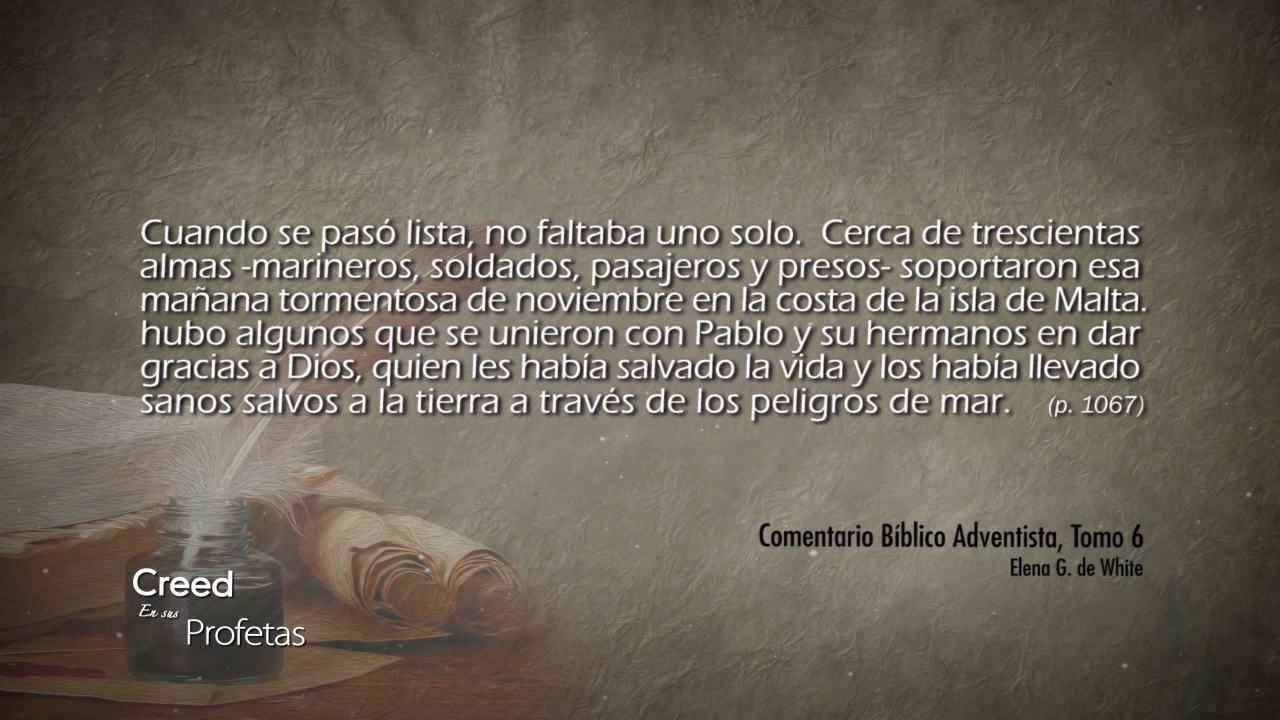 Cuando se pasó lista, no faltaba uno solo. Cerca de trescientas
almas -marineros, soldados, pasajeros y presos- soportaron esa
mañana tormentosa de noviembre en la costa de la isla de Malta.
hubo algunos que se unieron con Pablo y su hermanos en dar
gracias a Dios, quien les había salvado la vida y los había llevado
sanos salvos a la tierra a través de los peligros de mar. (p. 1067)
Comentario Bíblico Adventista, Tomo 6
Elena G. de White
Creed
En sus
Profetas